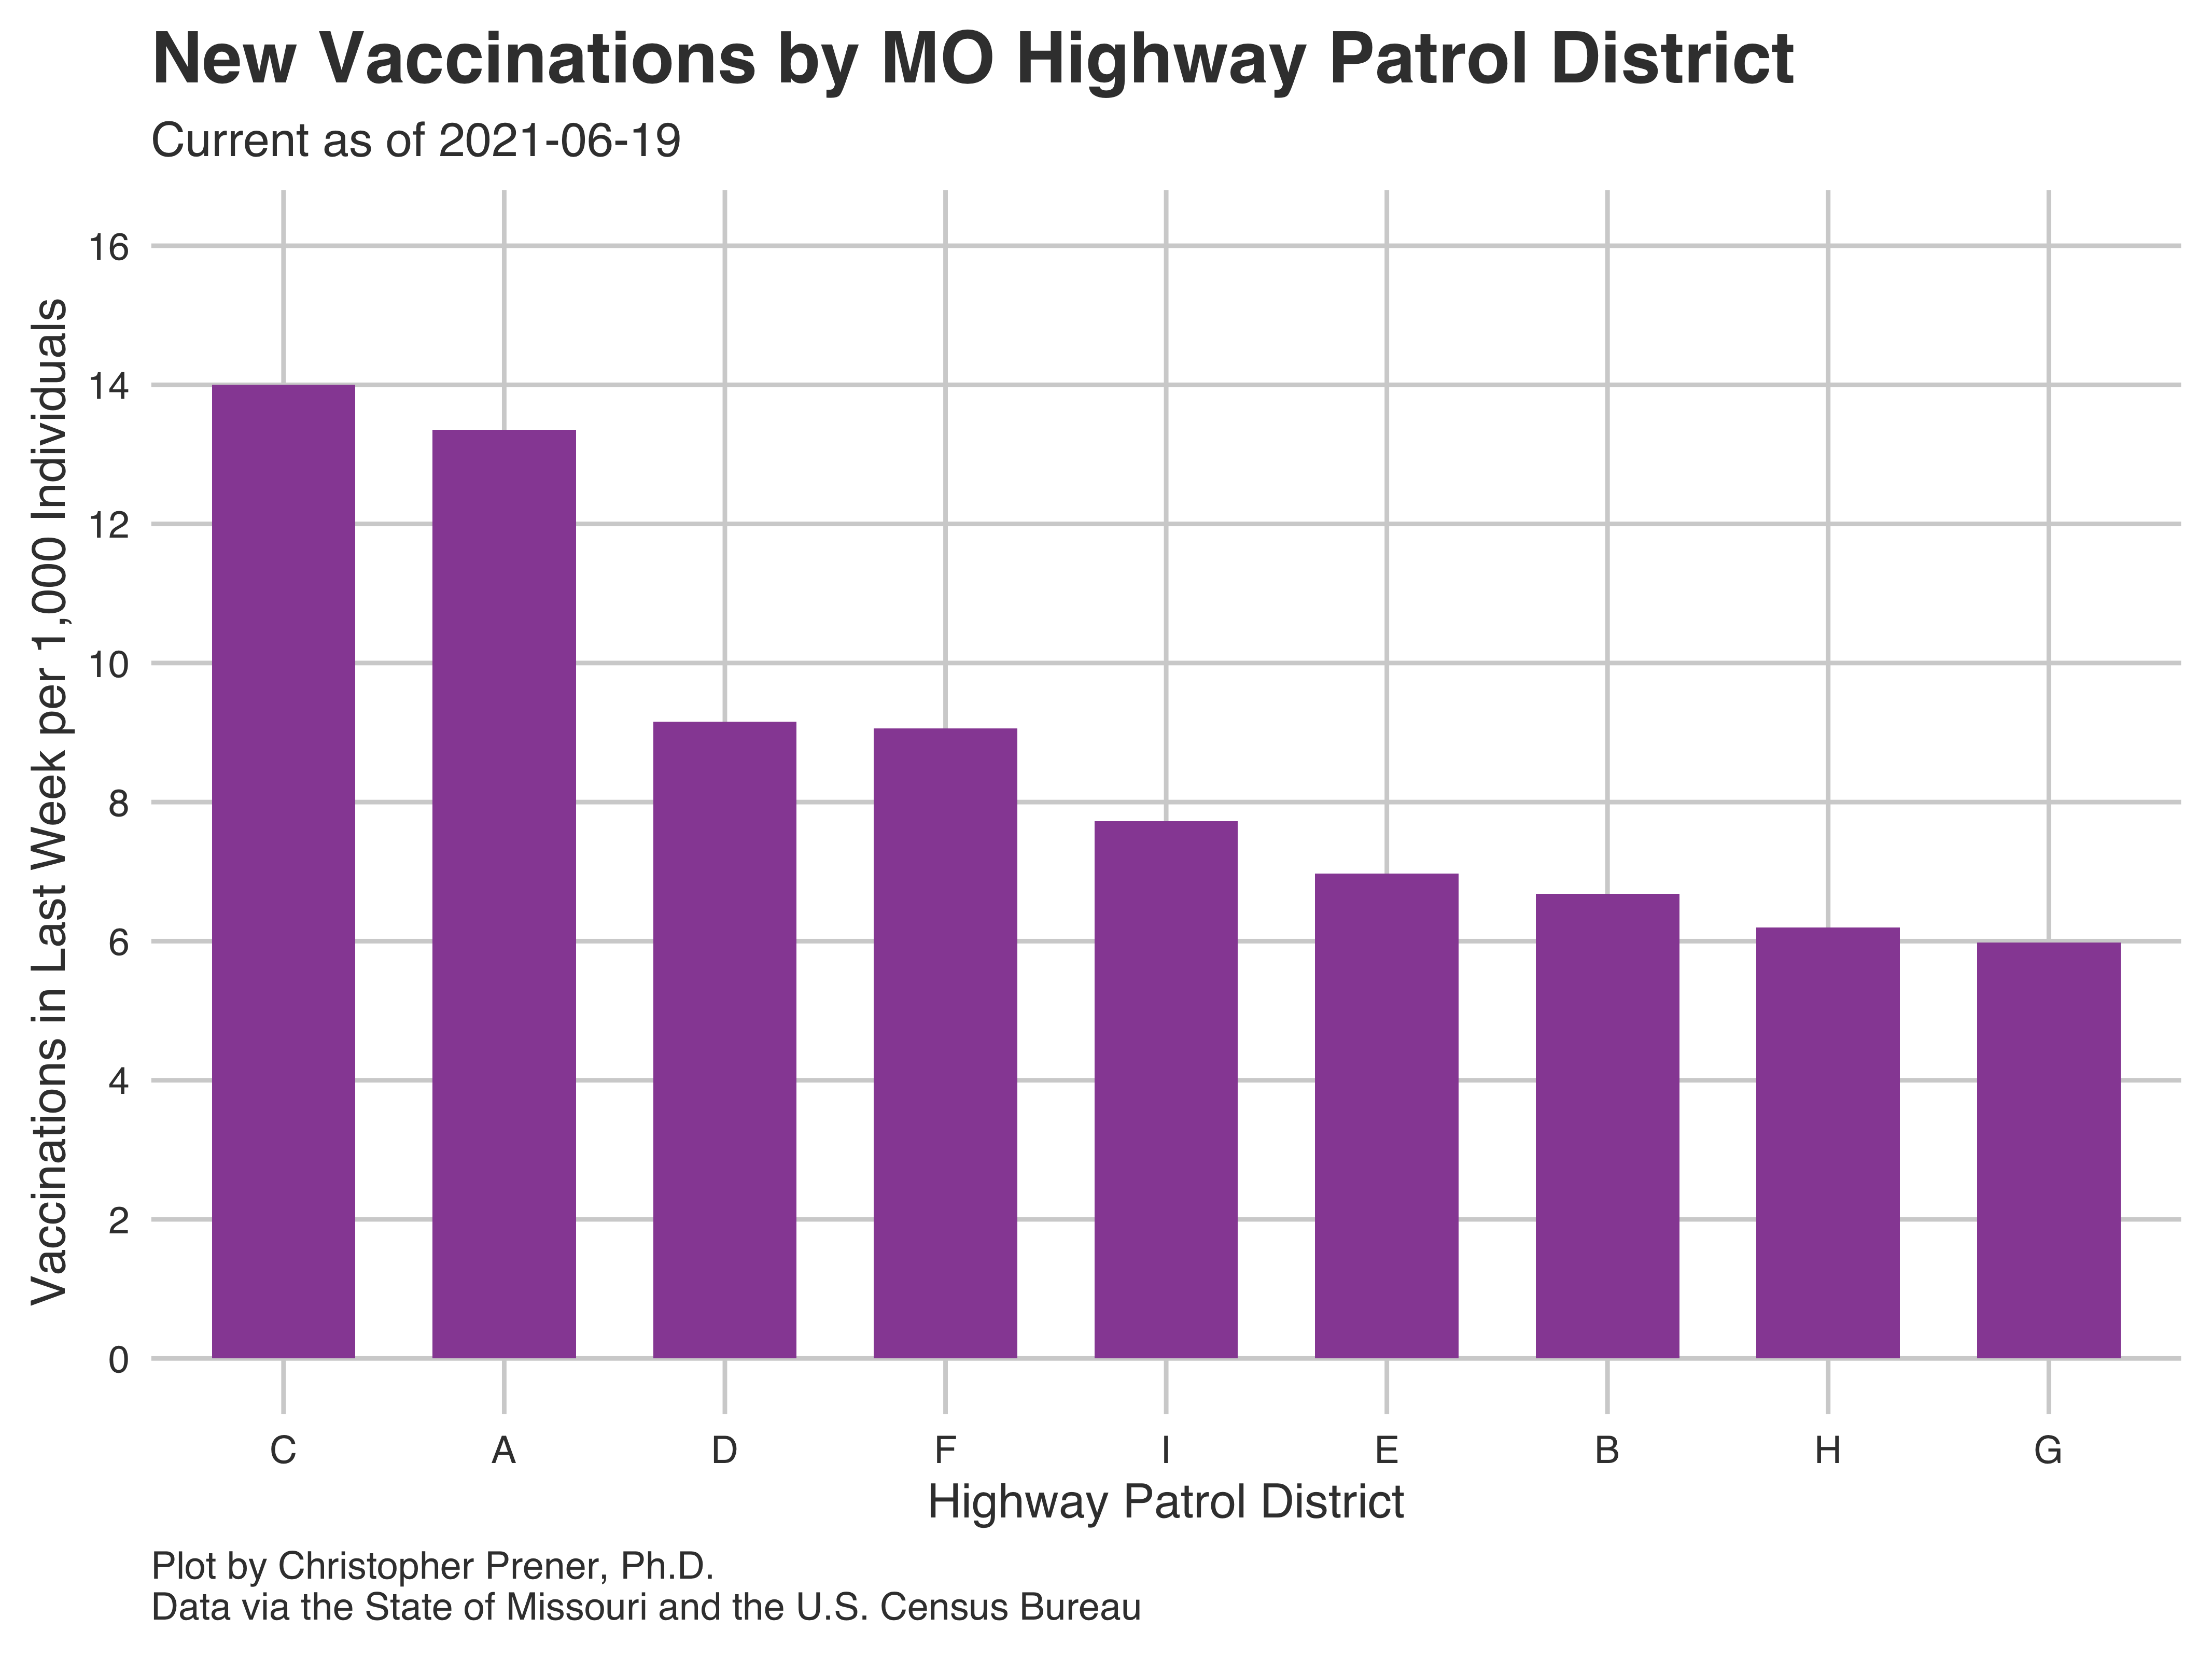 New Vaccinations by MO Highway Patrol District
Current as of 2021-06-19
Vaccinations in Last Week per 1,000 Individuals
16
14
12
10
8
6
4
2
0
C A D F I E B H G
Highway Patrol District
Plot by Christopher Prener, Ph.D.
Data via the State of Missouri and the U.S. Census Bureau